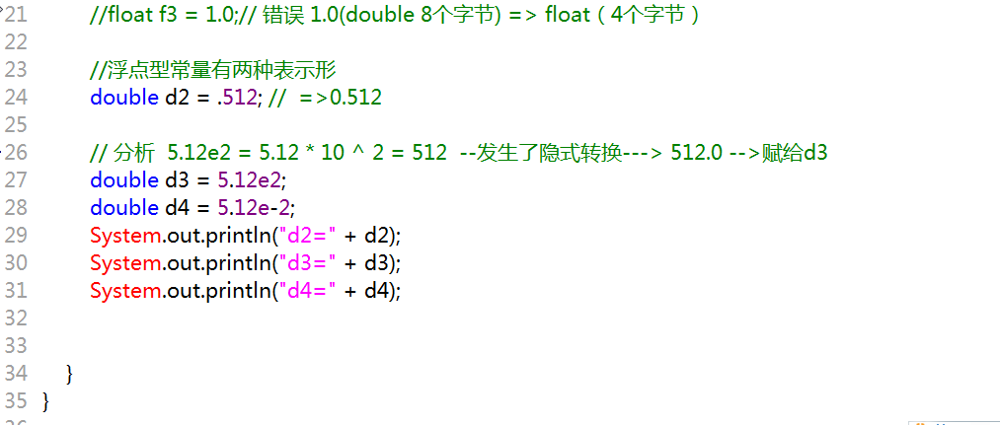 21 //float f3 = 1.0;// 错误 1.0(double 8个字节) => float（4个字节）
22
23 //浮点型常量有两种表示形
24 double d2 = .512; // =>0.512
25
26 // 分析 5.12e2 = 5.12 * 10 ^ 2 = 512 --发生了隐式转换---> 512.0 -->赋给d3
27 double d3 = 5.12e2;
28 double d4 = 5.12e-2;
29 System.out.println("d2=" + d2);
30 System.out.println("d3=" + d3);
31 System.out.println("d4=" + d4);
32
33
34 }
35 }